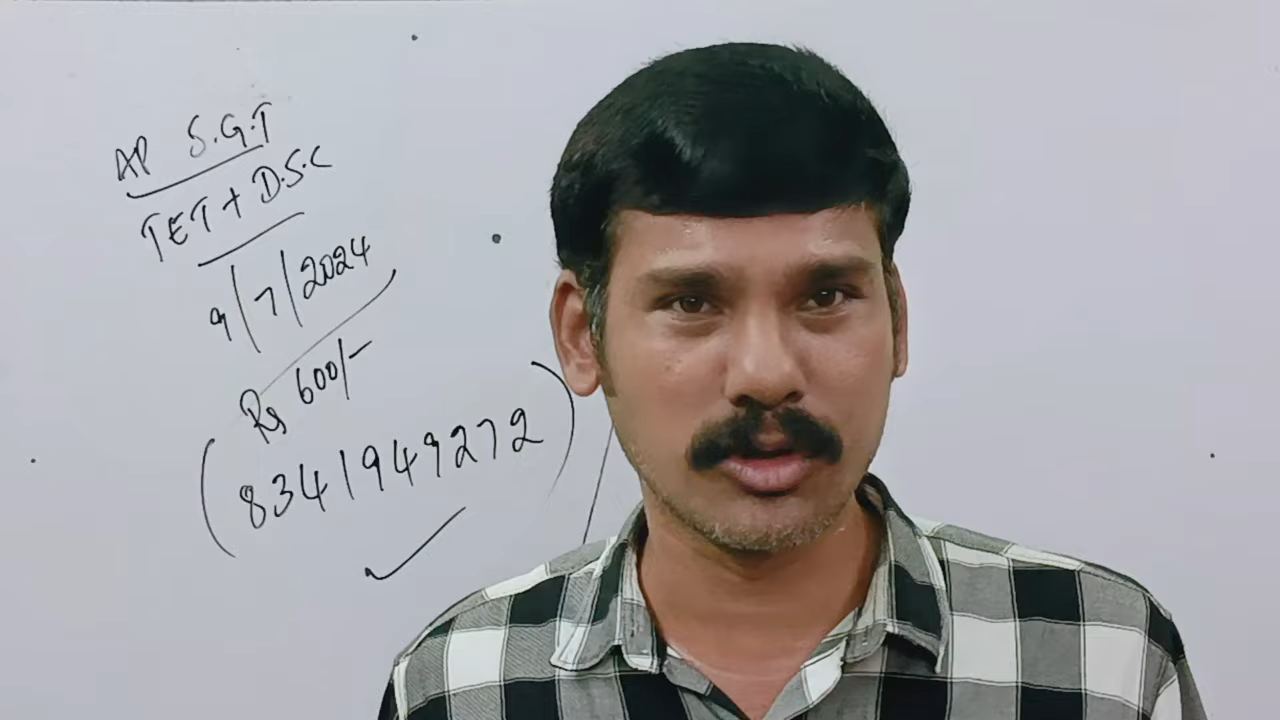 AP S.G.T
TET + D.S.C
9/7/2024
Rs 600/-
(8341949272)